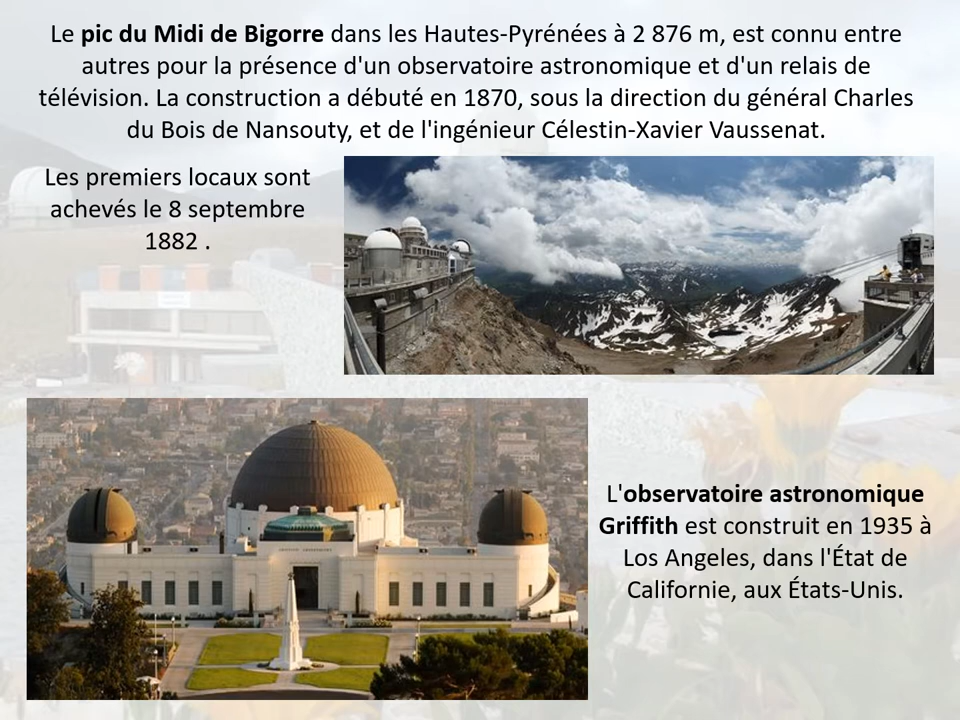 Le pic du Midi de Bigorre dans les Hautes-Pyrénées à 2 876 m, est connu entre
autres pour la présence d'un observatoire astronomique et d'un relais de
télévision. La construction a débuté en 1870, sous la direction du général Charles
du Bois de Nansouty, et de l'ingénieur Célestin-Xavier Vaussenat.
Les premiers locaux sont
achevés le 8 septembre
1882 .
L'observatoire astronomique
Griffith est construit en 1935 à
Los Angeles, dans l'État de
Californie, aux États-Unis.